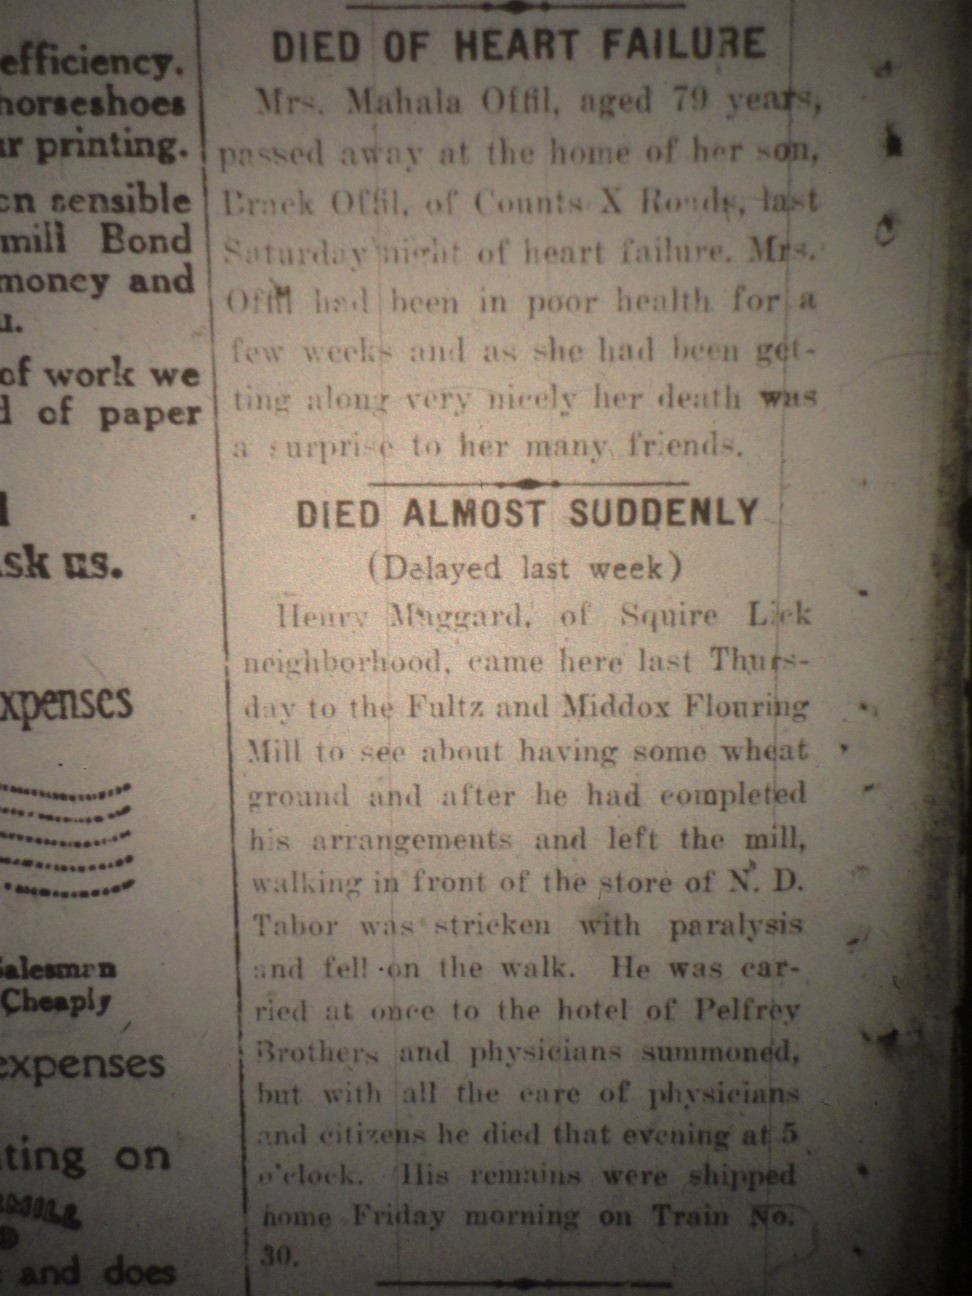 efficiency.
horseshoes
ur printing.
en sensible
mill Bond
money and
u.
of work we
d of paper
sk us.
xpenses
Salesmen
Cheaply
expenses
ting on
and does
DIED OF HEART FAILURE
Mrs. Mahala Offil, aged 79 years,
passed away at the home of her son,
Brack Offil, of Counts X Roads, last
Saturday night of heart failure. Mrs.
Offil had been in poor health for a
few weeks and as she had been get-
ting along very nicely her death was
a surprise to her many friends.
DIED ALMOST SUDDENLY
(Delayed last week)
Henry Muggard, of Squire Lick
neighborhood, came here last Thurs-
day to the Fultz and Middox Flouring
Mill to see about having some wheat
ground and after he had completed
his arrangements and left the mill,
walking in front of the store of N. D.
Tabor was stricken with paralysis
and fell on the walk. He was car-
ried at once to the hotel of Pelfrey
Brothers and physicians summoned,
but with all the care of physicians
and citizens he died that evening at 5
o'clock. His remains were shipped
home Friday morning on Train No.
30.